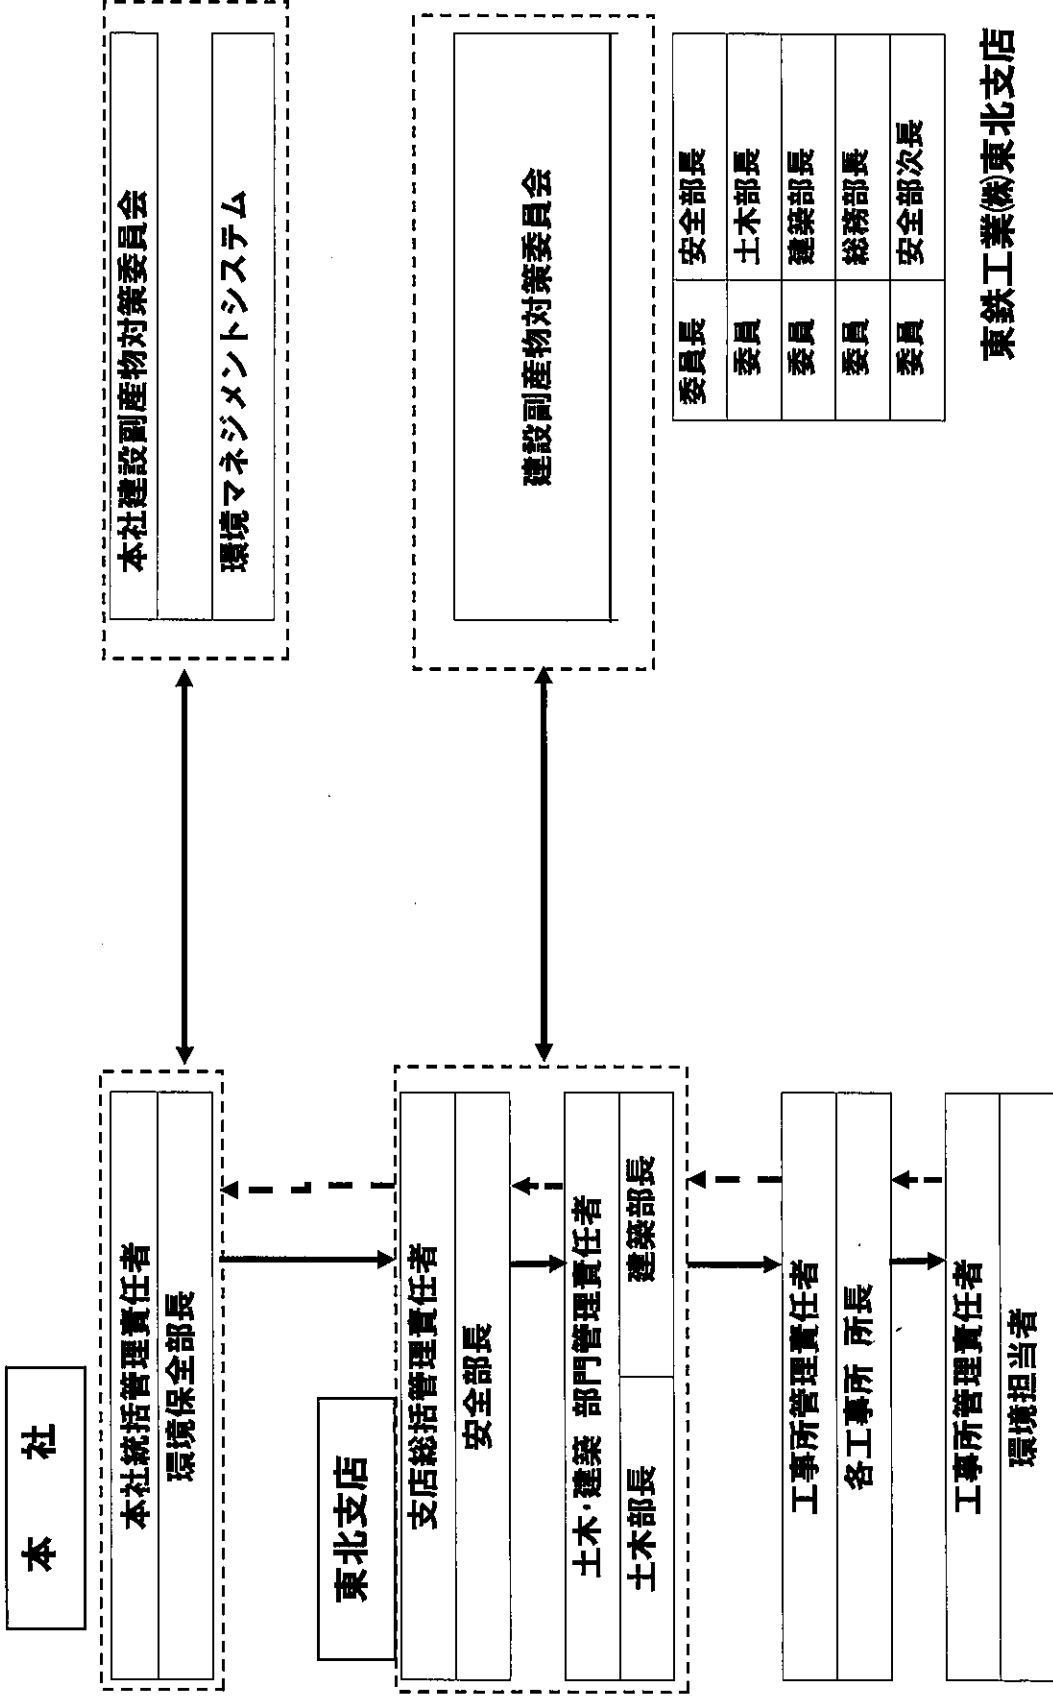 本 社
本社統括管理責任者
環境保全部長
本社建設副産物対策委員会
環境マネジメントシステム
東北支店
支店総括管理責任者
安全部長
土木・建築 部門管理責任者
土木部長 建築部長
建設副産物対策委員会
工事所管理責任者
各工事所 所長
工事所管理責任者
環境担当者
委員長 安全部長
委員 土木部長
委員 建築部長
委員 総務部長
委員 安全部次長
東鉄工業㈱東北支店